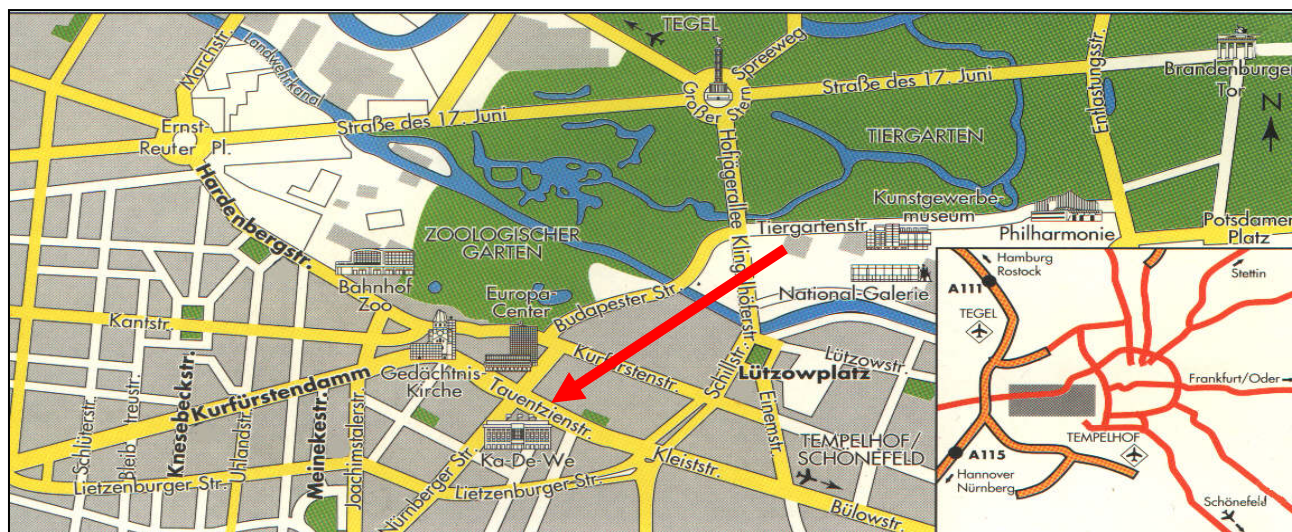 TEGEL
Marchstr.
Landwehrkanal
Spreeweg
Großer Stern
Straße des 17. Juni
Entlastungsstr.
Brandenburger
Tor
N
Ernst-
Reuter Pl.
Straße des 17. Juni
TIERGARTEN
Hofjägerallee
Hardenbergstr.
ZOOLOGISCHER
GARTEN
Kunstgewerbe-
museum
Tiergartenstr.
Philharmonie
Potsdamer
Platz
Bahnhof
Zoo
Europa-
Center
Budapester Str.
Klingelhöferstr.
National-Galerie
Kantstr.
Gedächtnis-
Kirche
Kurfürstenstr.
Schillstr.
Lützowplatz
Lützowstr.
Kurfürstendamm
Tauentzienstr.
Einemstr.
Schlüterstr.
Bleibtreustr.
Knesebeckstr.
Uhlandstr.
Meinekestr.
Joachimstalerstr.
Ka-De-We
Kleiststr.
TEMPELHOF/
SCHÖNEFELD
Lietzenburger Str.
Nürnberger Str.
Lietzenburger Str.
Bülowstr.
Hamburg
Rostock
Stettin
A111
TEGEL
Frankfurt/Oder
TEMPELHOF
A115
Hannover
Nürnberg
Schönefeld